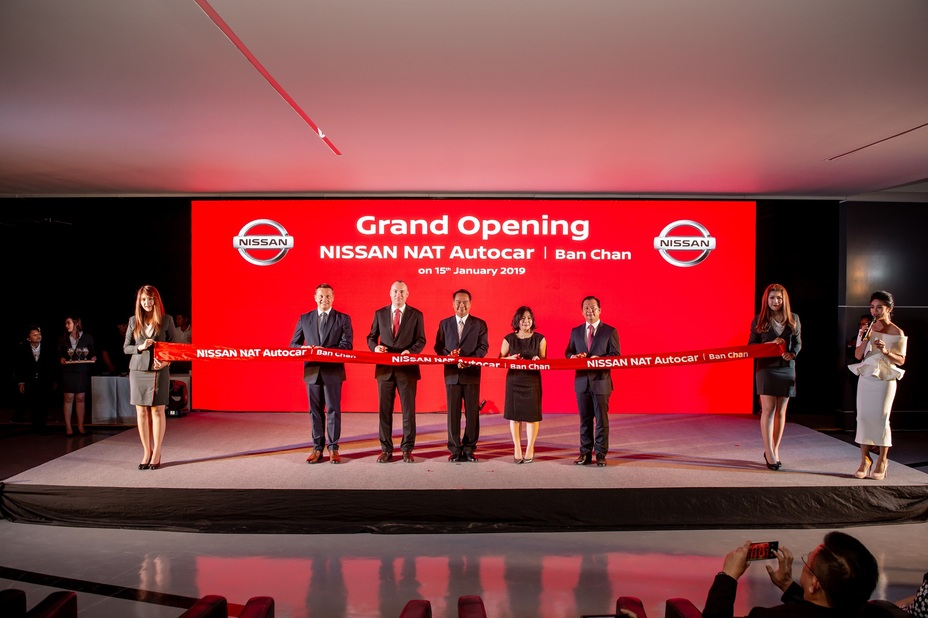 Grand Opening
NISSAN
NISSAN
NISSAN NAT Autocar | Ban Chan
on 15th January 2019
NISSAN NAT Autocar | Ban Chan
NISSAN NAT Autocar | Ban Chan
NISSAN NAT Autocar | Ban Chan